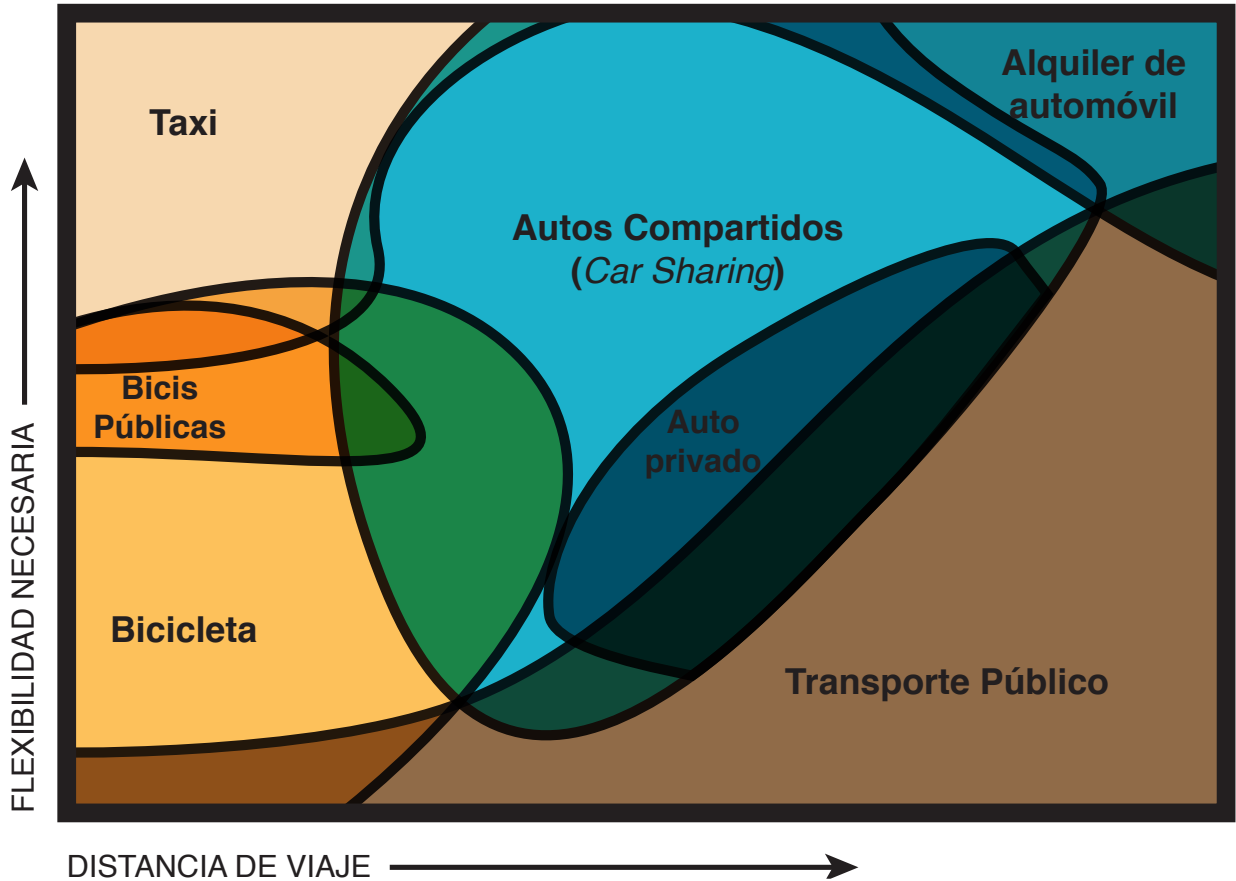 Taxi
Alquiler de
automóvil
Autos Compartidos
(Car Sharing)
Bicis
Públicas
Auto
privado
Bicicleta
Transporte Público
FLEXIBILIDAD NECESARIA
DISTANCIA DE VIAJE